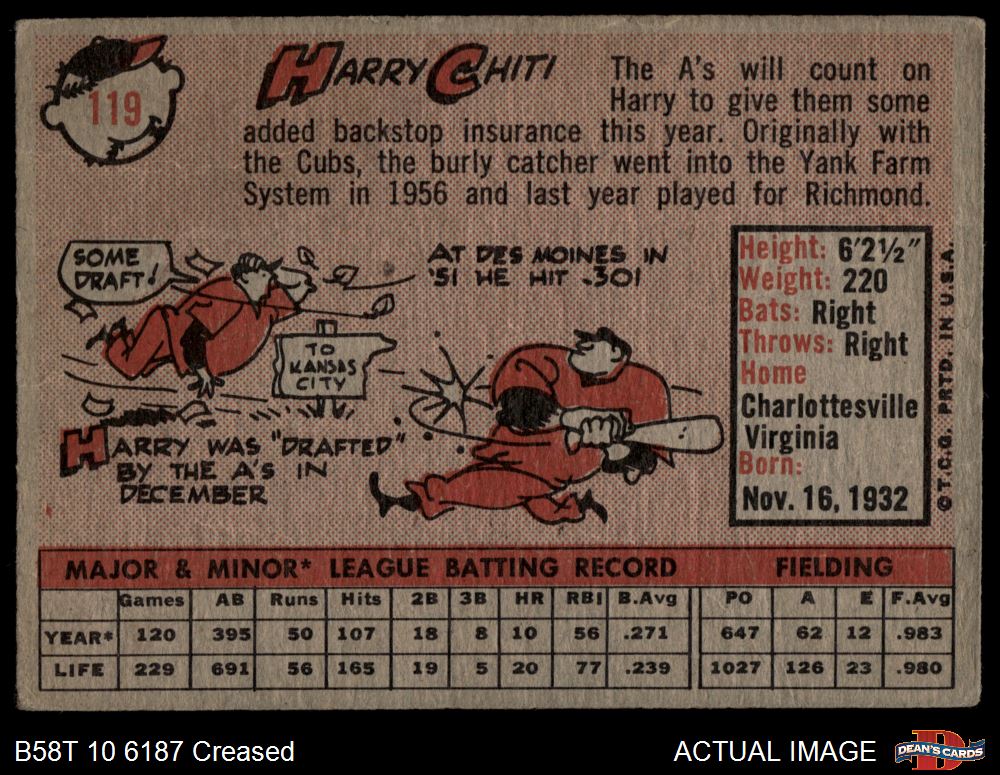 119
HARRY CHITI
The A's will count on
Harry to give them some
added backstop insurance this year. Originally with
the Cubs, the burly catcher went into the Yank Farm
System in 1956 and last year played for Richmond.
SOME
DRAFT!
TO
KANSAS
CITY
HARRY WAS "DRAFTED"
BY THE A'S IN
DECEMBER
AT DES MOINES IN
'51 HE HIT .301
Height: 6'2½"
Weight: 220
Bats: Right
Throws: Right
Home
Charlottesville
Virginia
Born:
Nov. 16, 1932
© T.C.G. PRTD. IN U.S.A.
MAJOR & MINOR* LEAGUE BATTING RECORD FIELDING
Games AB Runs Hits 2B 3B HR RBI B.Avg PO A E F.Avg
YEAR* 120 395 50 107 18 8 10 56 .271 647 62 12 .983
LIFE 229 691 56 165 19 5 20 77 .239 1027 126 23 .980
B58T 10 6187 Creased
ACTUAL IMAGE
D
DEAN'S CARDS